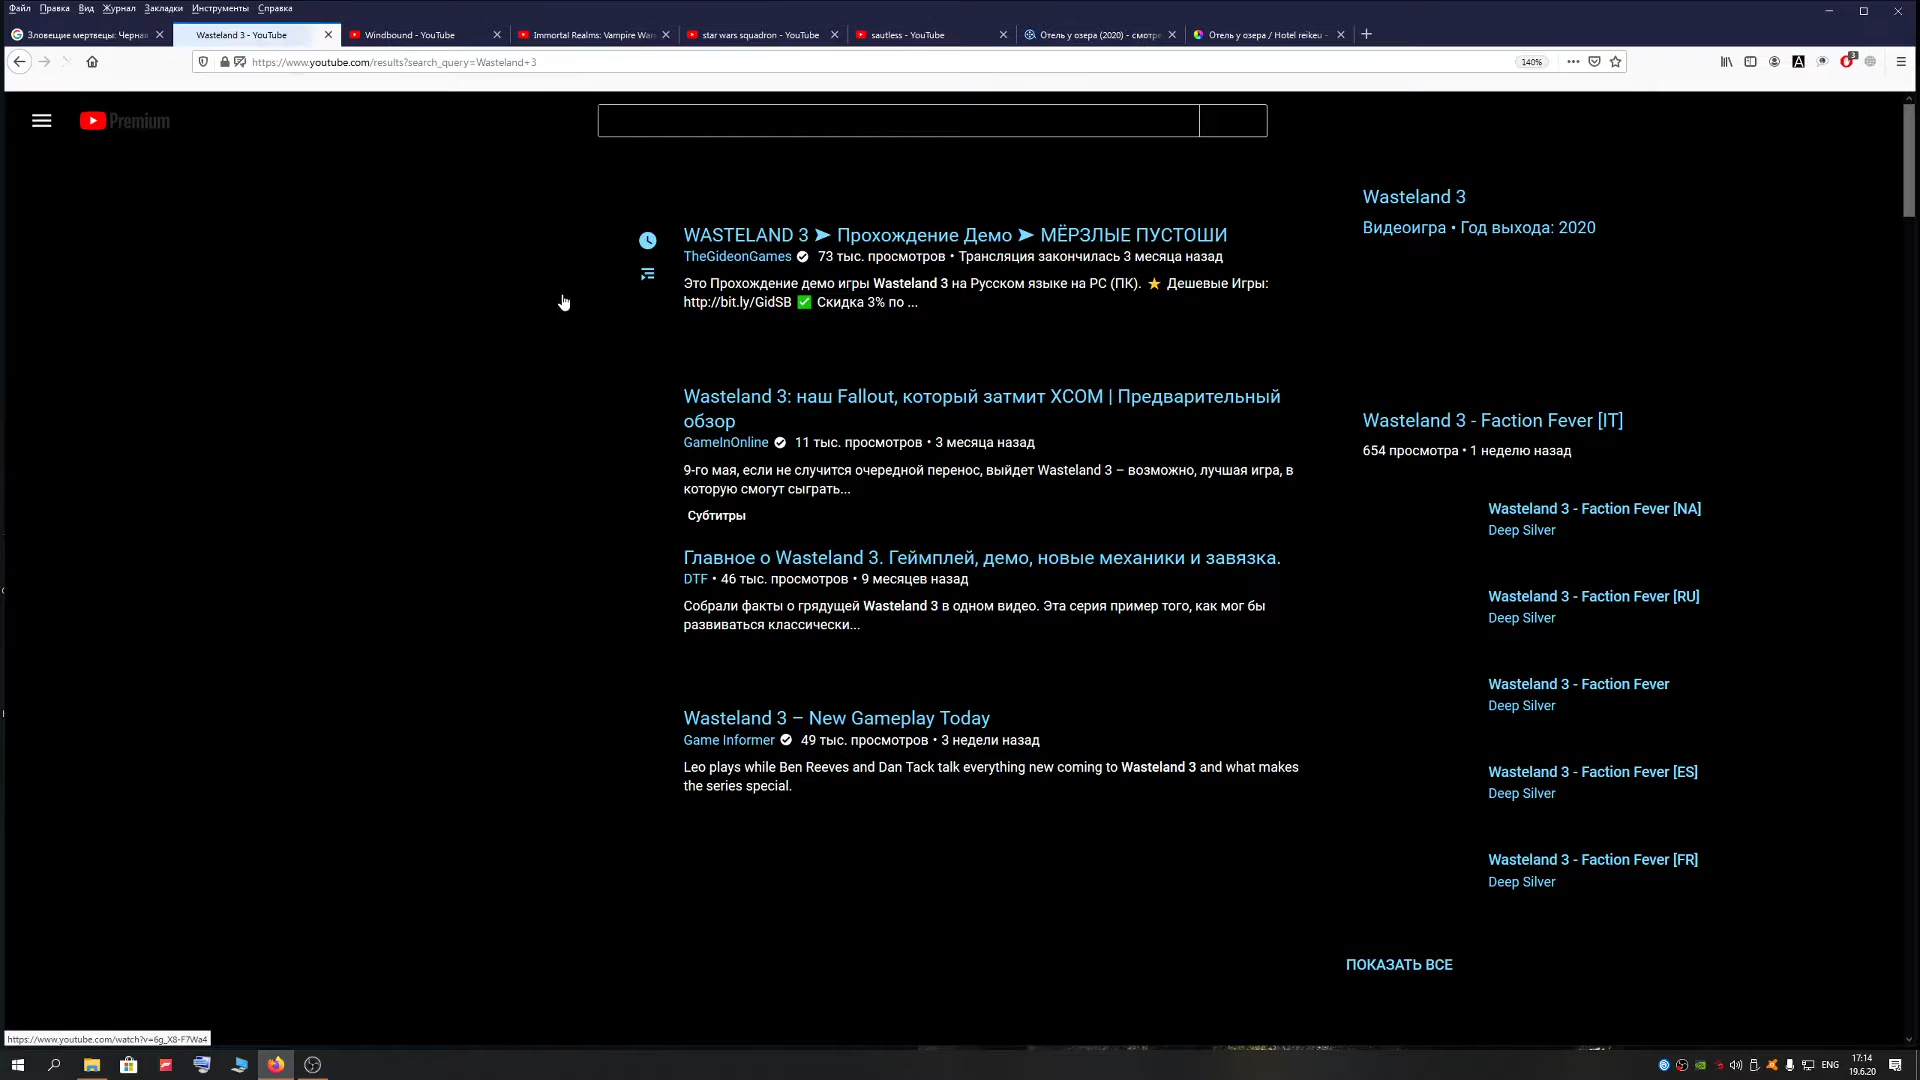 Файл Правка Вид Журнал Закладки Инструменты Справка
Зловещие мертвецы: Черная
Wasteland 3 - YouTube
Windbound - YouTube
Immortal Realms: Vampire War
star wars squadron - YouTube
sautless - YouTube
Отель у озера (2020) - смотре
Отель у озера / Hotel reikeu -
https://www.youtube.com/results?search_query=Wasteland+3
140%
3
Premium
WASTELAND 3 ➤ Прохождение Демо ➤ МЁРЗЛЫЕ ПУСТОШИ
TheGideonGames 73 тыс. просмотров • Трансляция закончилась 3 месяца назад
Это Прохождение демо игры Wasteland 3 на Русском языке на РС (ПК). ⭐ Дешевые Игры:
http://bit.ly/GidSB ✅ Скидка 3% по ...
Wasteland 3: наш Fallout, который затмит XCOM | Предварительный
обзор
GameInOnline 11 тыс. просмотров • 3 месяца назад
9-го мая, если не случится очередной перенос, выйдет Wasteland 3 – возможно, лучшая игра, в
которую смогут сыграть...
Субтитры
Главное о Wasteland 3. Геймплей, демо, новые механики и завязка.
DTF • 46 тыс. просмотров • 9 месяцев назад
Собрали факты о грядущей Wasteland 3 в одном видео. Эта серия пример того, как мог бы
развиваться классически...
Wasteland 3 – New Gameplay Today
Game Informer 49 тыс. просмотров • 3 недели назад
Leo plays while Ben Reeves and Dan Tack talk everything new coming to Wasteland 3 and what makes
the series special.
Wasteland 3
Видеоигра • Год выхода: 2020
Wasteland 3 - Faction Fever [IT]
654 просмотра • 1 неделю назад
Wasteland 3 - Faction Fever [NA]
Deep Silver
Wasteland 3 - Faction Fever [RU]
Deep Silver
Wasteland 3 - Faction Fever
Deep Silver
Wasteland 3 - Faction Fever [ES]
Deep Silver
Wasteland 3 - Faction Fever [FR]
Deep Silver
ПОКАЗАТЬ ВСЕ
https://www.youtube.com/watch?v=6g_X8-F7Wa4
ENG
17:14
19.6.20